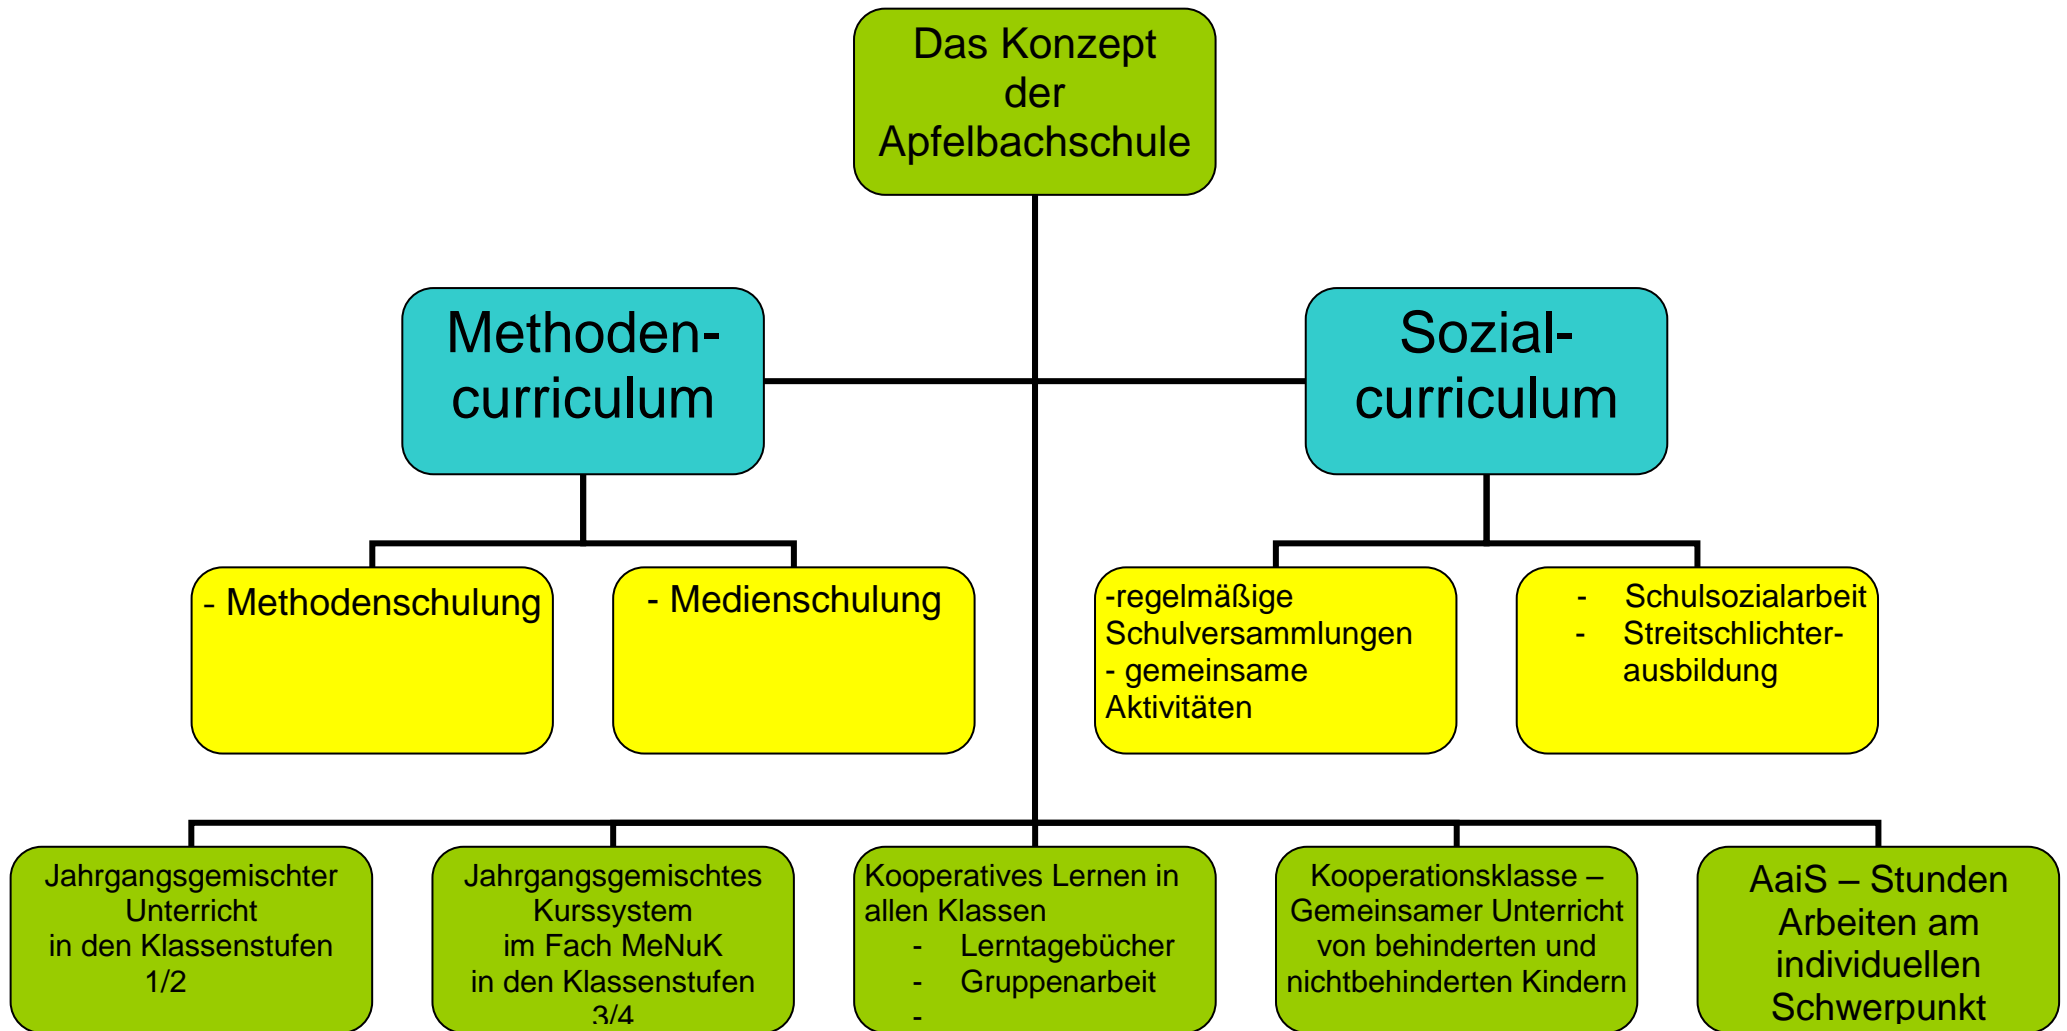 Das Konzept
der
Apfelbachschule
Methoden-
curriculum
Sozial-
curriculum
- Methodenschulung
- Medienschulung
-regelmäßige
Schulversammlungen
- gemeinsame
Aktivitäten
- Schulsozialarbeit
- Streitschlichter-
ausbildung
Jahrgangsgemischter
Unterricht
in den Klassenstufen
1/2
Jahrgangsgemischtes
Kurssystem
im Fach MeNuK
in den Klassenstufen
3/4
Kooperatives Lernen in
allen Klassen
- Lerntagebücher
- Gruppenarbeit
-
Kooperationsklasse –
Gemeinsamer Unterricht
von behinderten und
nichtbehinderten Kindern
AaiS – Stunden
Arbeiten am
individuellen
Schwerpunkt